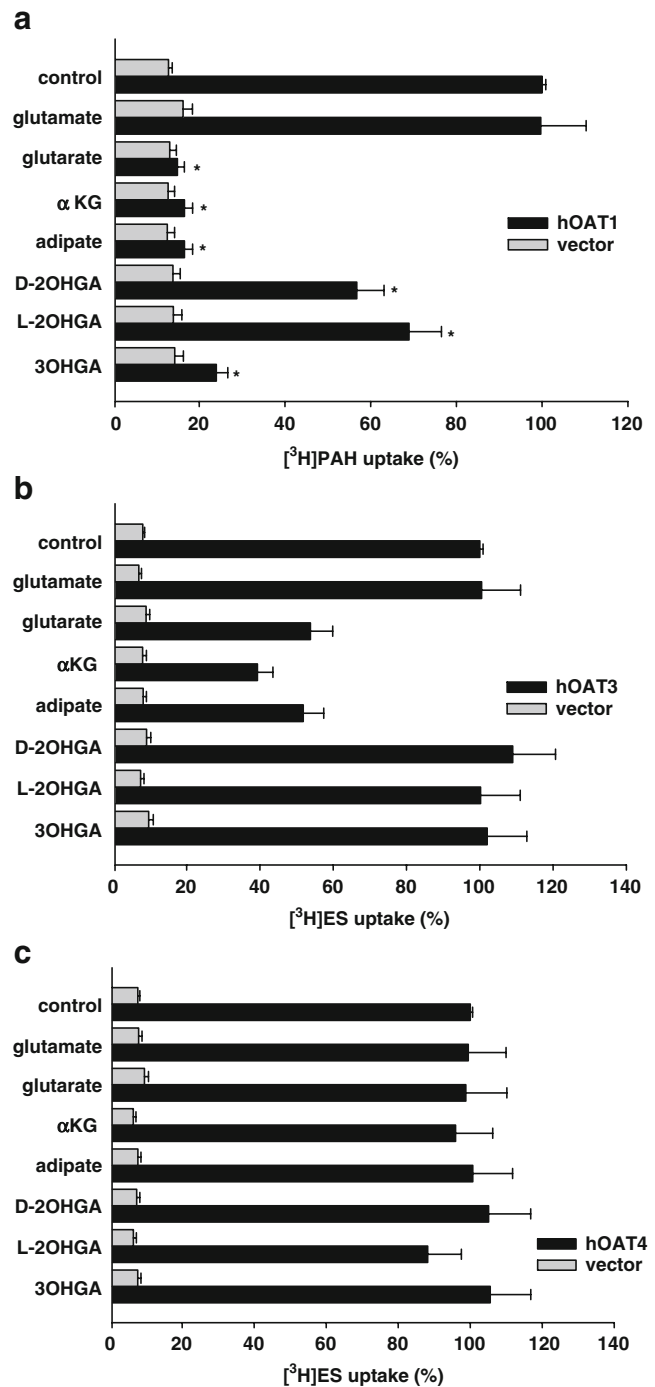 a
control
glutamate
glutarate *
α KG *
adipate *
D-2OHGA *
L-2OHGA *
3OHGA *
hOAT1
vector
0 20 40 60 80 100 120
[³H]PAH uptake (%)
b
control
glutamate
glutarate
αKG
adipate
D-2OHGA
L-2OHGA
3OHGA
hOAT3
vector
0 20 40 60 80 100 120 140
[³H]ES uptake (%)
c
control
glutamate
glutarate
αKG
adipate
D-2OHGA
L-2OHGA
3OHGA
hOAT4
vector
0 20 40 60 80 100 120 140
[³H]ES uptake (%)